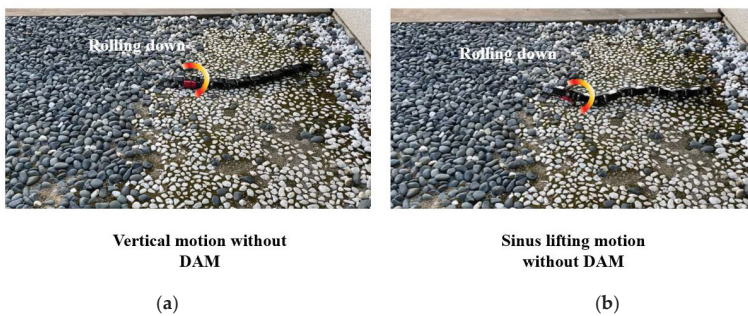 Rolling down
Rolling down
Vertical motion without
DAM
Sinus lifting motion
without DAM
(a)
(b)